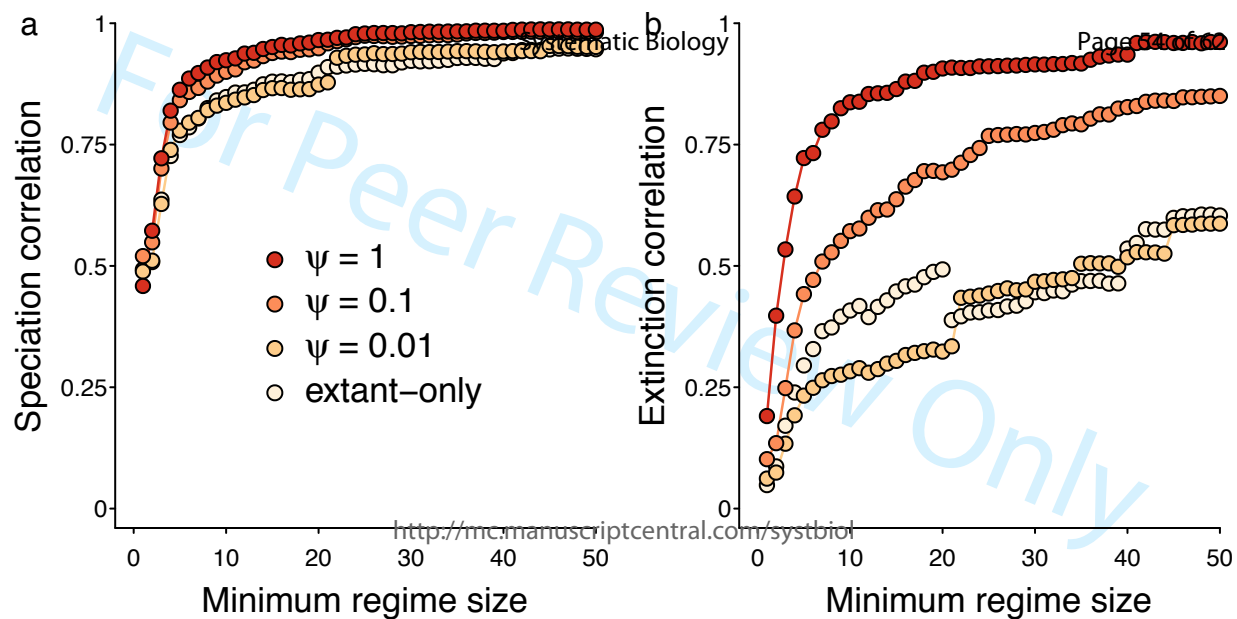 a
b
Systematic Biology
For Peer Review Only
1
0.75
0.5
0.25
0
Speciation correlation
ψ = 1
ψ = 0.1
ψ = 0.01
extant−only
0
10
20
30
40
50
Minimum regime size
1
0.75
0.5
0.25
0
Extinction correlation
0
10
20
30
40
50
Minimum regime size
Page 54 of 62
http://mc.manuscriptcentral.com/systbiol